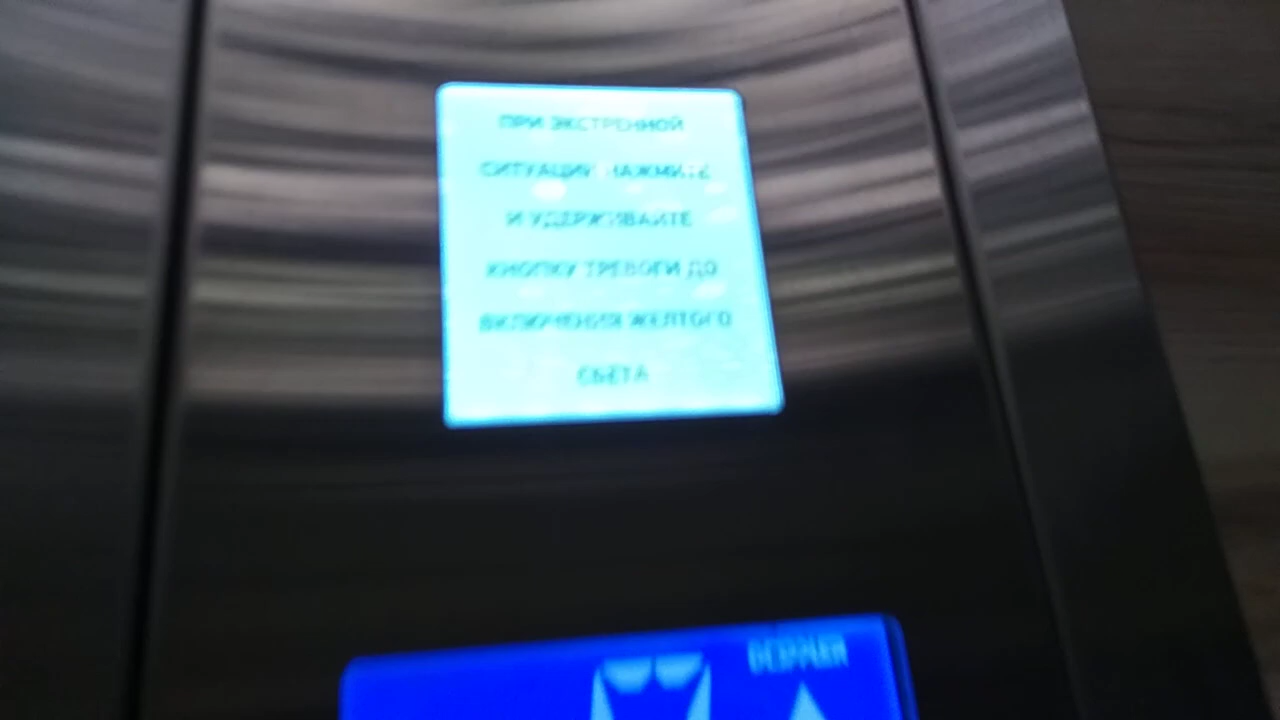 ПРИ ЭКСТРЕННОЙ
СИТУАЦИИ НАЖМИТЕ
И УДЕРЖИВАЙТЕ
КНОПКУ ТРЕВОГИ ДО
ВКЛЮЧЕНИЯ ЖЕЛТОГО
СВЕТА